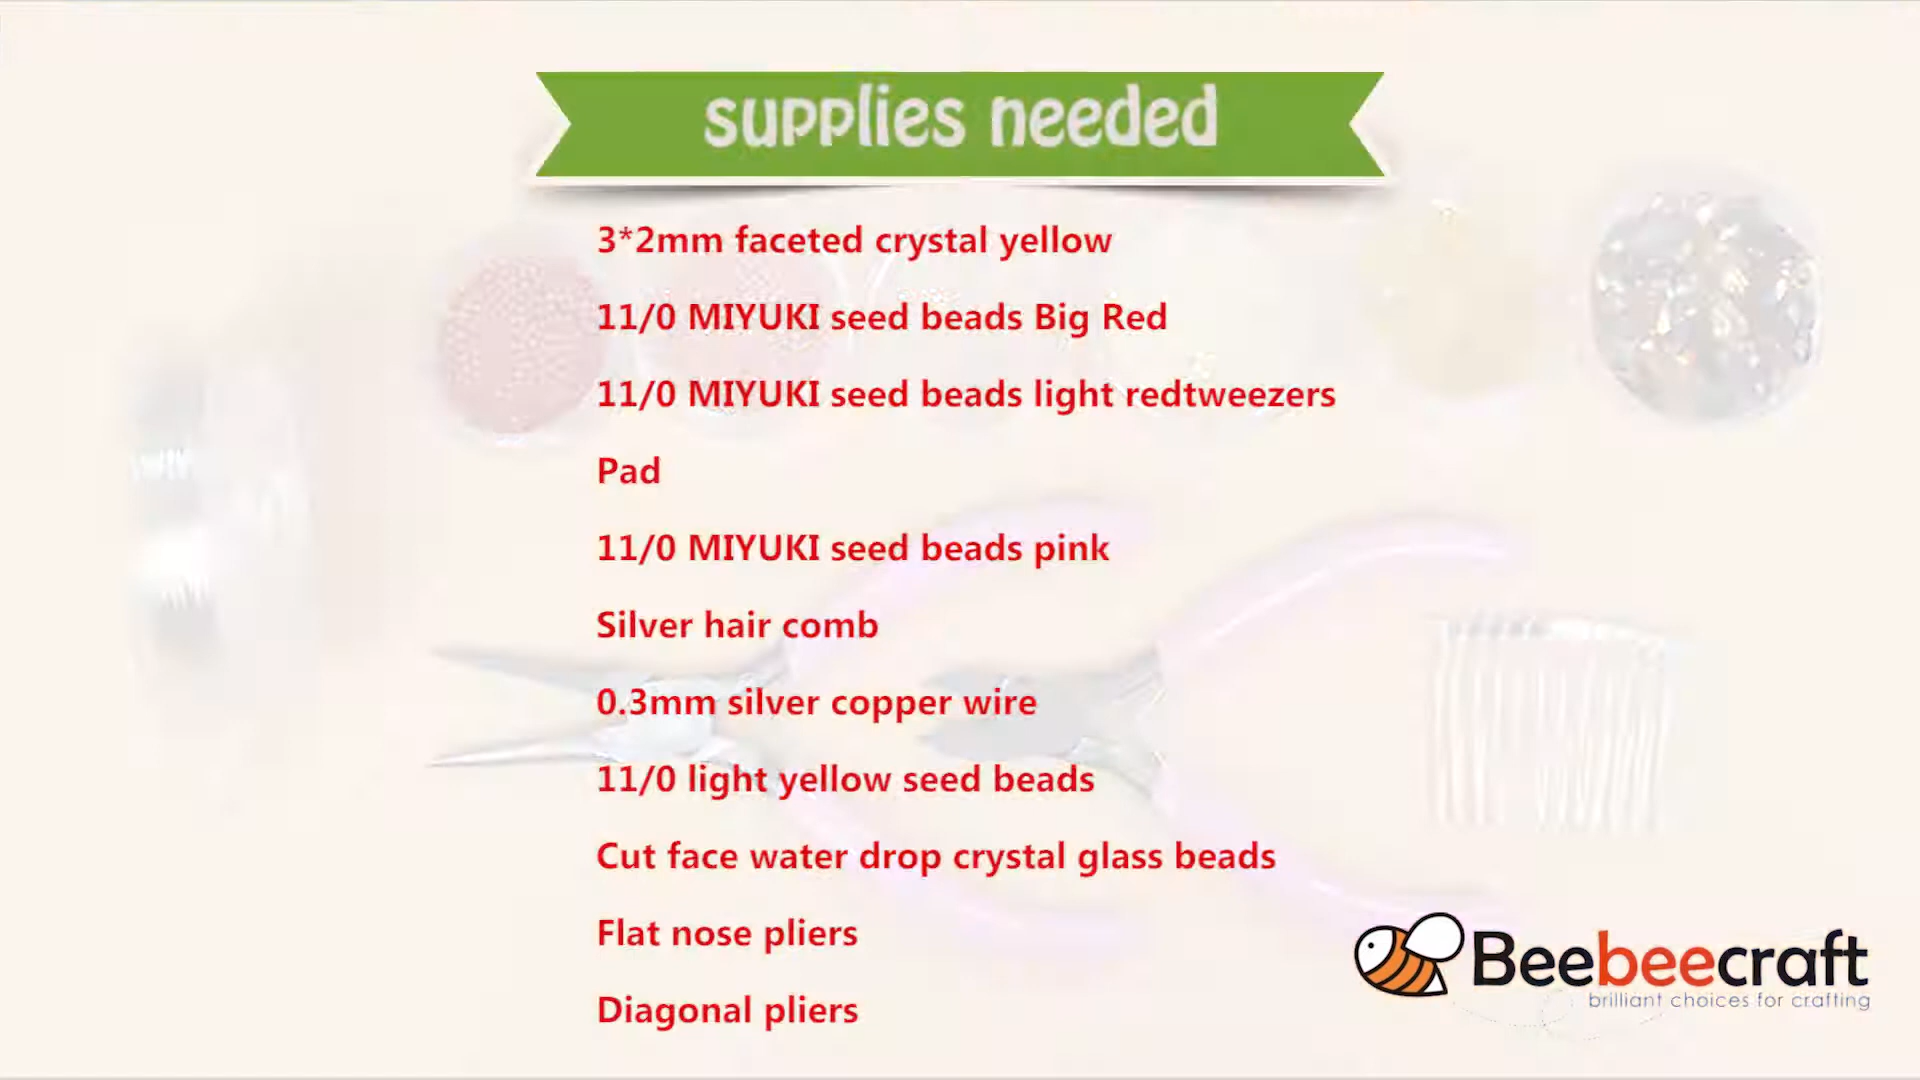 supplies needed
3*2mm faceted crystal yellow
11/0 MIYUKI seed beads Big Red
11/0 MIYUKI seed beads light redtweezers
Pad
11/0 MIYUKI seed beads pink
Silver hair comb
0.3mm silver copper wire
11/0 light yellow seed beads
Cut face water drop crystal glass beads
Flat nose pliers
Diagonal pliers
Beebeecraft
brilliant choices for crafting